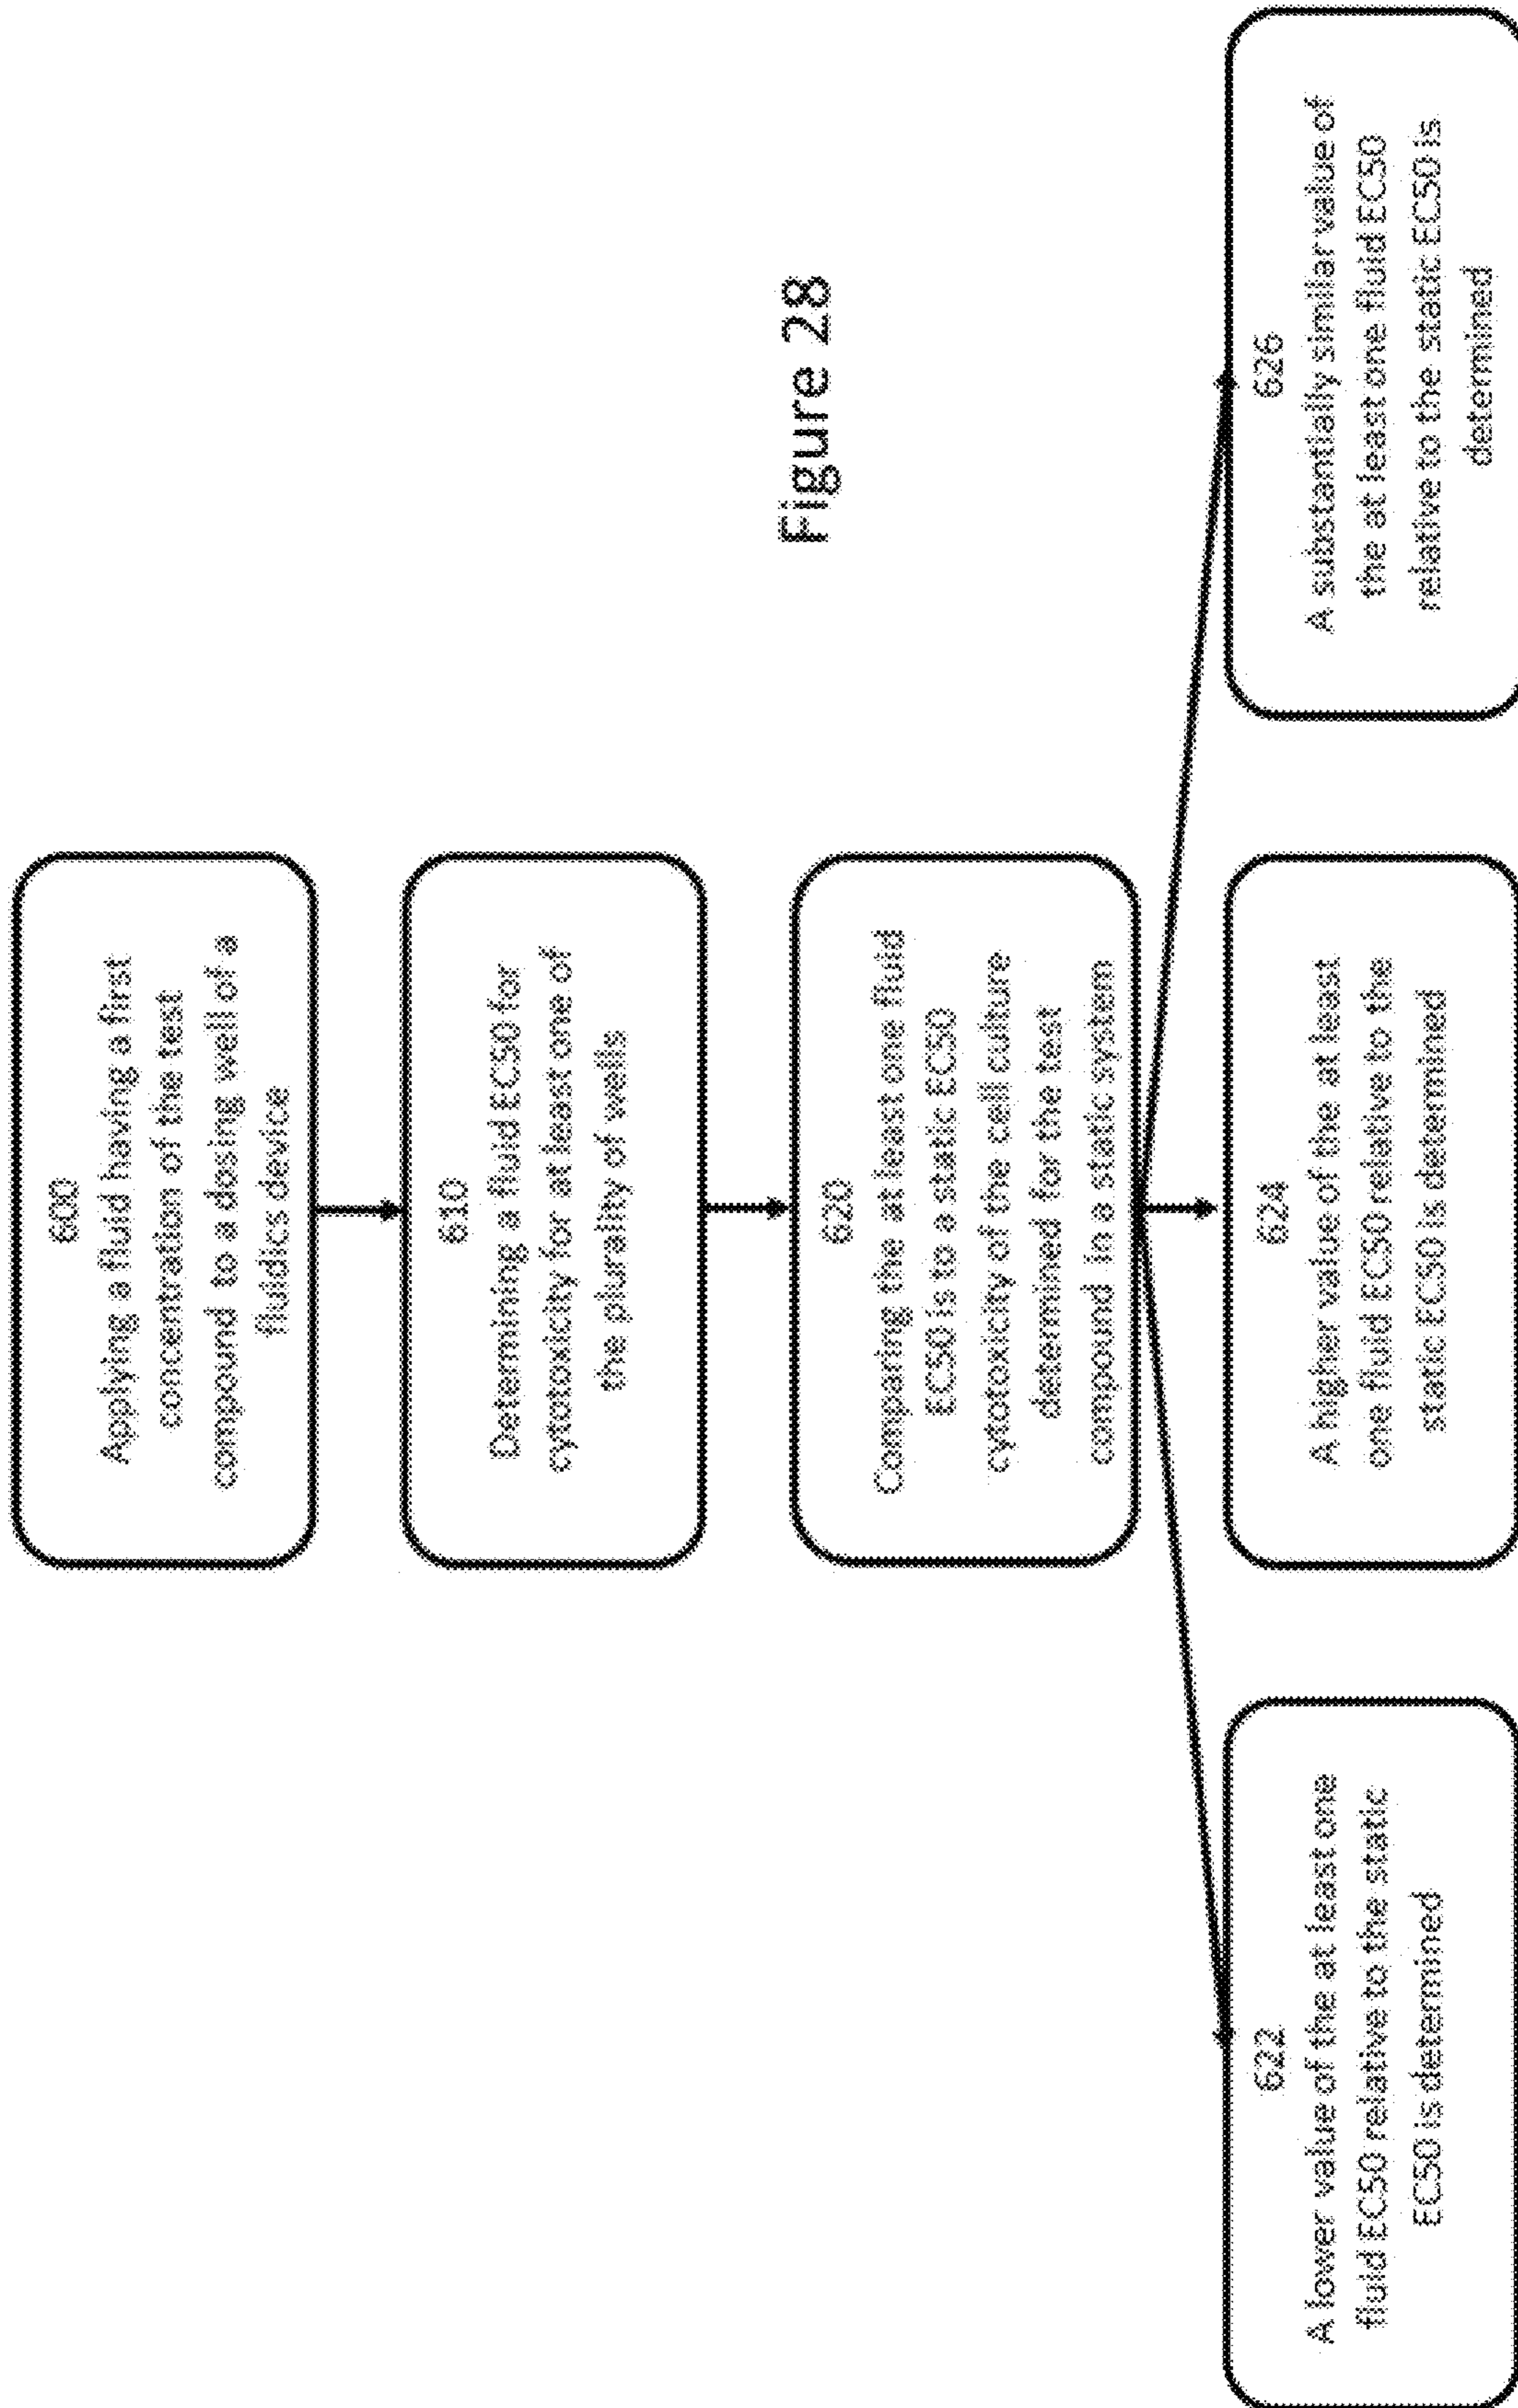 600
Applying a fluid having a first
concentration of the test
compound to a dosing well of a
fluidics device
610
Determining a fluid EC50 for
cytotoxicity for at least one of
the plurality of wells
620
Comparing the at least one fluid
EC50 is to a static EC50
cytotoxicity of the cell culture
determined for the test
compound in a static system
622
A lower value of the at least one
fluid EC50 relative to the static
EC50 is determined
624
A higher value of the at least
one fluid EC50 relative to the
static EC50 is determined
626
A substantially similar value of
the at least one fluid EC50
relative to the static EC50 is
determined
Figure 28